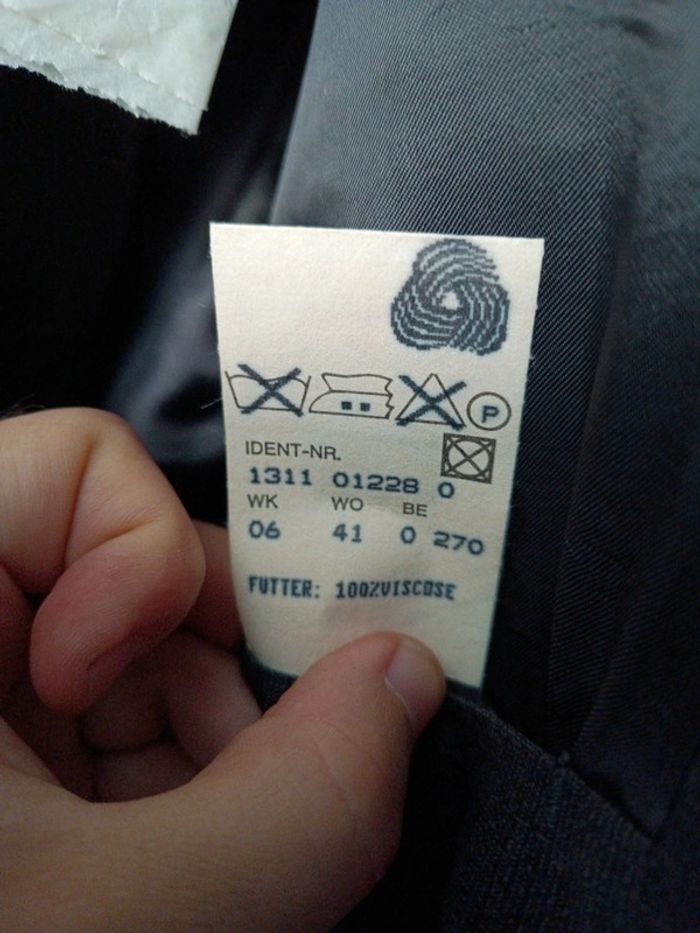 P
IDENT-NR.
1311 01228 0
WK WO BE
06 41 0 270
FUTTER: 100%VISCOSE